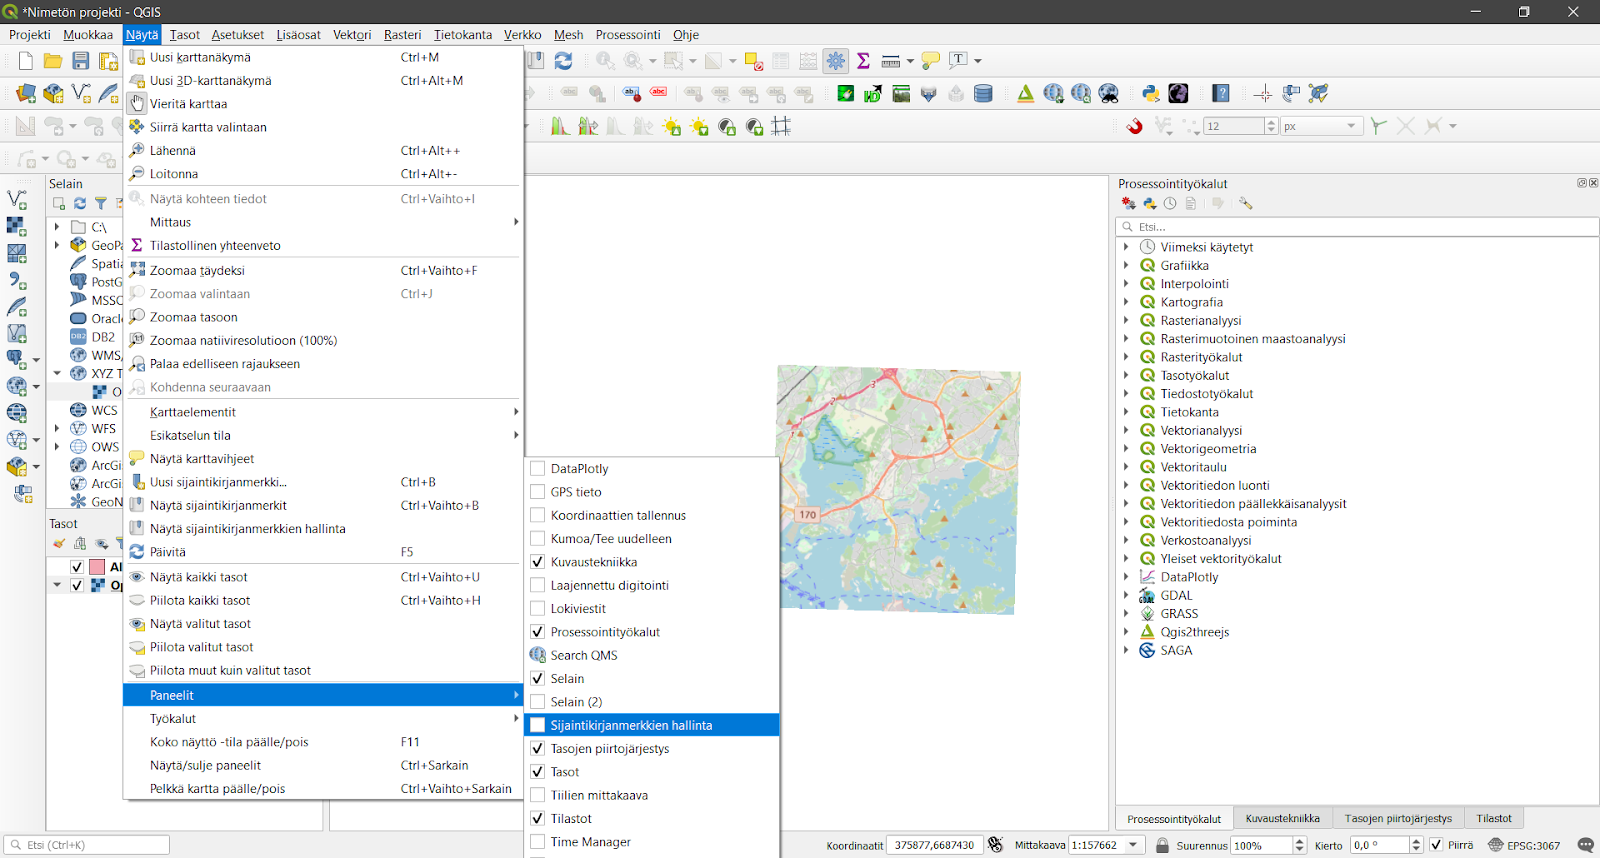 *Nimetön projekti - QGIS
Projekti Muokkaa Näytä Tasot Asetukset Lisäosat Vektori Rasteri Tietokanta Verkko Mesh Prosessointi Ohje
Uusi karttanäkymä Ctrl+M
Uusi 3D-karttanäkymä Ctrl+Alt+M
Vieritä karttaa
Siirrä kartta valintaan
Lähennä Ctrl+Alt++
Loitonna Ctrl+Alt+-
Näytä kohteen tiedot Ctrl+Vaihto+I
Mittaus
Tilastollinen yhteenveto
Zoomaa täydeksi Ctrl+Vaihto+F
Zoomaa valintaan Ctrl+J
Zoomaa tasoon
Zoomaa natiiviresolutioon (100%)
Palaa edelliseen rajaukseen
Kohdenna seuraavaan
Karttaelementit
Esikatselun tila
Näytä karttavihjeet
Uusi sijaintikirjanmerkki... Ctrl+B
Näytä sijaintikirjanmerkit Ctrl+Vaihto+B
Näytä sijaintikirjanmerkkien hallinta
Päivitä F5
Näytä kaikki tasot Ctrl+Vaihto+U
Piilota kaikki tasot Ctrl+Vaihto+H
Näytä valitut tasot
Piilota valitut tasot
Piilota muut kuin valitut tasot
Paneelit
Työkalut
Koko näyttö -tila päälle/pois F11
Näytä/sulje paneelit Ctrl+Sarkain
Pelkkä kartta päälle/pois Ctrl+Vaihto+Sarkain
DataPlotly
GPS tieto
Koordinaattien tallennus
Kumoa/Tee uudelleen
Kuvaustekniikka
Laajennettu digitointi
Lokiviestit
Prosessointityökalut
Search QMS
Selain
Selain (2)
Sijaintikirjanmerkkien hallinta
Tasojen piirtojärjestys
Tasot
Tiilien mittakaava
Tilastot
Time Manager
Selain
C:\
GeoPa
Spatia
PostG
MSSC
Oracl
DB2 DB2
WMS/
XYZ T
O
WCS
WFS
OWS
ArcGi
ArcGi
GeoN
Tasot
Al
Op
abc abc abc
12 px
3
2
1
170
Prosessointityökalut
Etsi...
Viimeksi käytetyt
Grafiikka
Interpolointi
Kartografia
Rasterianalyysi
Rasterimuotoinen maastoanalyysi
Rasterityökalut
Tasotyökalut
Tiedostotyökalut
Tietokanta
Vektorianalyysi
Vektorigeometria
Vektoritaulu
Vektoritiedon luonti
Vektoritiedon päällekkäisanalyysit
Vektoritiedosta poiminta
Verkostoanalyysi
Yleiset vektorityökalut
DataPlotly
GDAL
GRASS
Qgis2threejs
SAGA
Prosessointityökalut Kuvaustekniikka Tasojen piirtojärjestys Tilastot
Etsi (Ctrl+K) Koordinaatit 375877,6687430 Mittakaava 1:157662 Suurennus 100% Kierto 0,0 ° Piirrä EPSG:3067